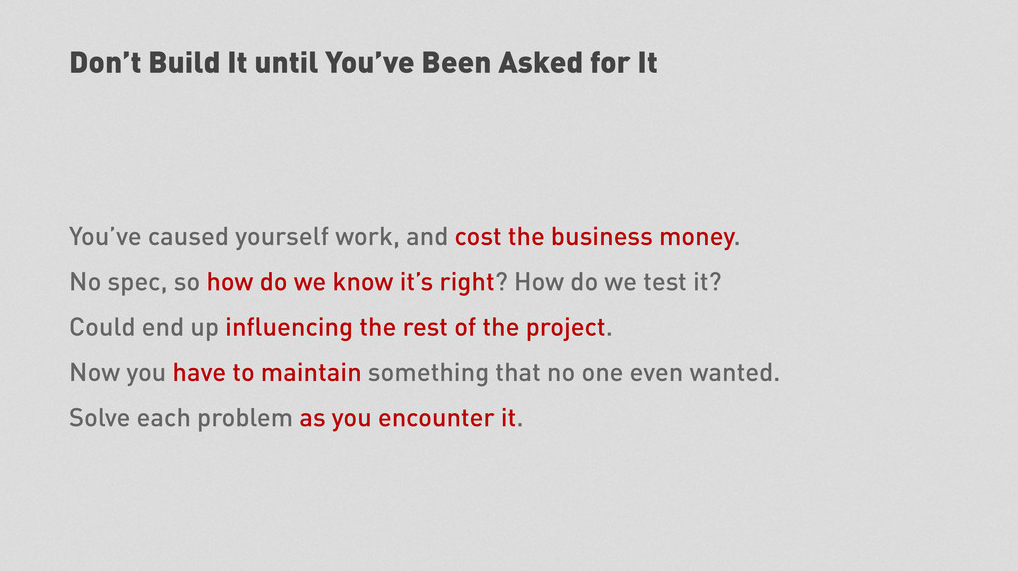 Don’t Build It until You’ve Been Asked for It
You’ve caused yourself work, and cost the business money.
No spec, so how do we know it’s right? How do we test it?
Could end up influencing the rest of the project.
Now you have to maintain something that no one even wanted.
Solve each problem as you encounter it.